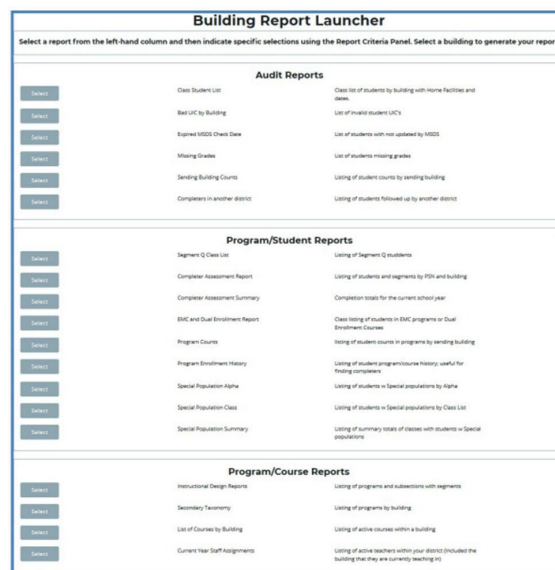 Building Report Launcher
Select a report from the left-hand column and then indicate specific selections using the Report Criteria Panel. Select a building to generate your repor
Audit Reports
Select Class Student List Class list of students by building with Home Facilities and
dates.
Select Bad UIC by Building List of invalid student UIC's
Select Expired MSDS Check Date List of students with not updated by MSDS
Select Missing Grades List of students missing grades
Select Sending Building Counts Listing of student counts by sending building
Select Completers in another district Listing of students followed up by another district
Program/Student Reports
Select Segment Q Class List Listing of Segment Q studdents
Select Completer Assessment Report Listing of students and segments by PSN and building
Select Completer Assessment Summary Completion totals for the current school year
Select EMC and Dual Enrollment Report Class listing of students in EMC programs or Dual
Enrollment Courses
Select Program Counts listing of student counts in programs by sending building
Select Program Enrollment History Listing of student program/course history; useful for
finding completers
Select Special Population Alpha Listing of students w Special populations by Alpha
Select Special Population Class Listing of students w Special populations by Class List
Select Special Population Summary Listing of summary totals of classes with students w Special
populations
Program/Course Reports
Select Instructional Design Reports Listing of programs and subsections with segments
Select Secondary Taxonomy Listing of programs by building
Select List of Courses by Building Listing of active courses within a building
Select Current Year Staff Assignments Listing of active teachers within your district (included the
building that they are currently teaching in)